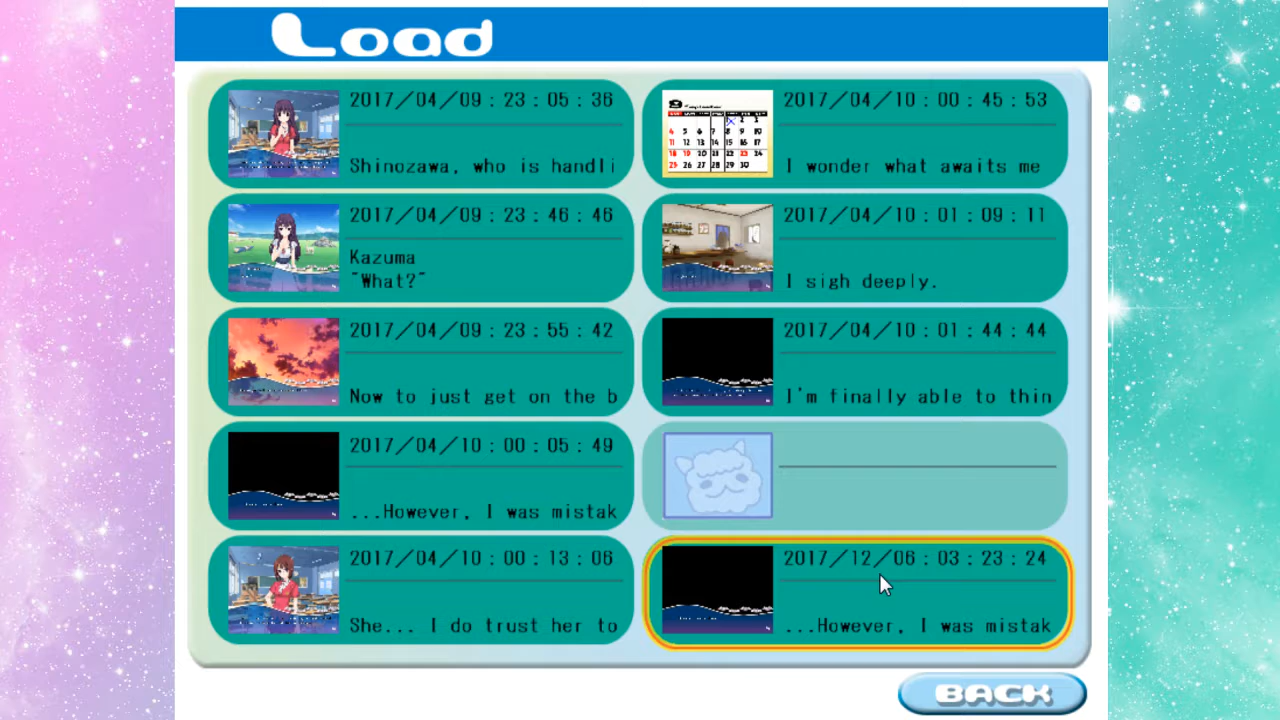 Load
2017/04/09:23:05:36
Shinozawa, who is handli
2017/04/09:23:46:46
Kazuma
"What?"
2017/04/09:23:55:42
Now to just get on the b
2017/04/10:00:05:49
...However, I was mistak
2017/04/10:00:13:06
She... I do trust her to
2017/04/10:00:45:53
I wonder what awaits me
2017/04/10:01:09:11
I sigh deeply.
2017/04/10:01:44:44
I'm finally able to thin
2017/12/06:03:23:24
...However, I was mistak
BACK